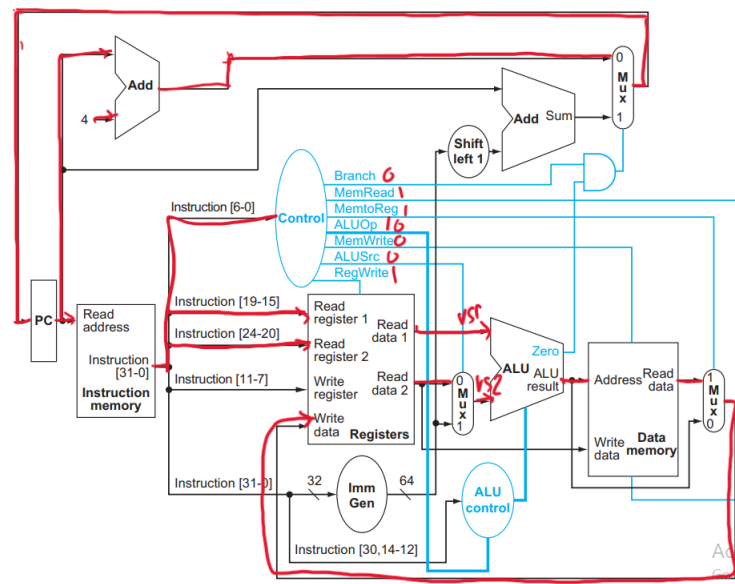 Add
4
0
Mux
1
Add Sum
Shift
left 1
Branch 0
MemRead 1
MemtoReg 1
ALUOp 10
MemWrite 0
ALUSrc 0
RegWrite 1
Control
Instruction [6-0]
PC
Read
address
Instruction
[31-0]
Instruction
memory
Instruction [19-15]
Instruction [24-20]
Instruction [11-7]
Instruction [31-0]
Read
register 1
Read
register 2
Write
register
Write
data
Read
data 1
Read
data 2
Registers
32
Imm
Gen
64
Instruction [30,14-12]
0
Mux
1
vsr
vs2
Zero
ALU
ALU
result
ALU
control
Address
Read
data
Write
data
Data
memory
1
Mux
0